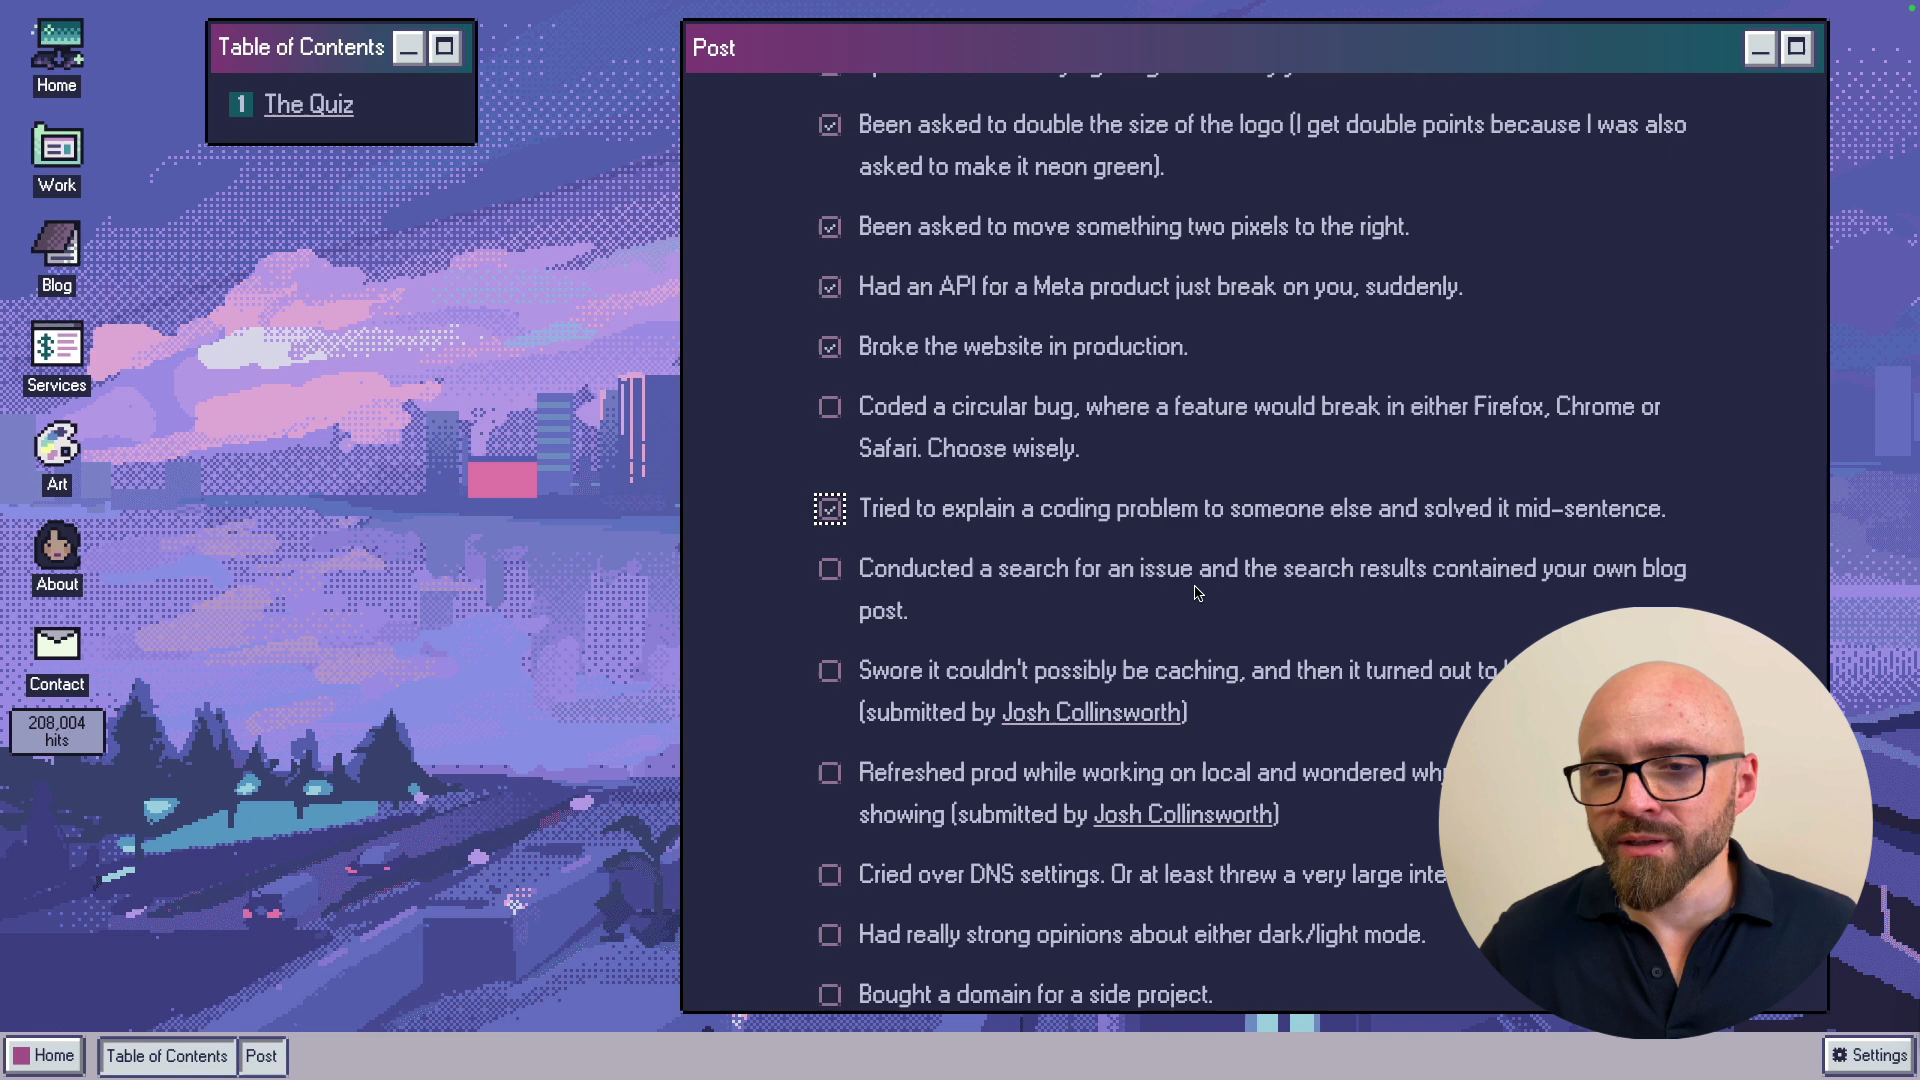 Table of Contents
1 The Quiz
Home
Work
Blog
Services
Art
About
Contact
208,004
hits
Post
Been asked to double the size of the logo (I get double points because I was also
asked to make it neon green).
Been asked to move something two pixels to the right.
Had an API for a Meta product just break on you, suddenly.
Broke the website in production.
Coded a circular bug, where a feature would break in either Firefox, Chrome or
Safari. Choose wisely.
Tried to explain a coding problem to someone else and solved it mid-sentence.
Conducted a search for an issue and the search results contained your own blog
post.
Swore it couldn't possibly be caching, and then it turned out to
(submitted by Josh Collinsworth)
Refreshed prod while working on local and wondered
showing (submitted by Josh Collinsworth)
Cried over DNS settings. Or at least threw a very large
Had really strong opinions about either dark/light mode.
Bought a domain for a side project.
Home
Table of Contents
Post
Settings